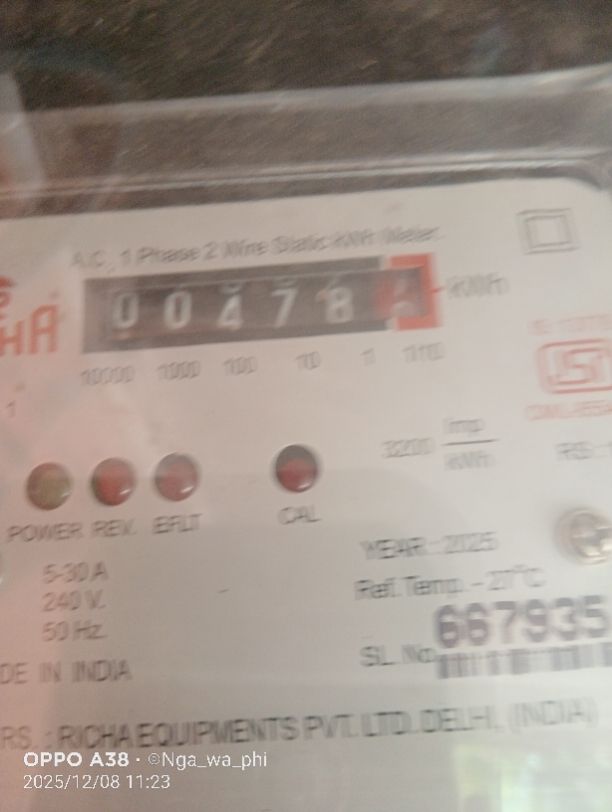 A.C. 1 Phase 2 Wire Static kWh Meter
HA
0 0 4 7 8
kWh
10000 1000 100 10 1 1/10
1
3200 Imp
kWh
POWER REV. E/FLT CAL
5-30 A
240 V.
50 Hz.
YEAR : 2025
Ref. Temp. - 27°C
667935
SL. No.
DE IN INDIA
RS. : RICHA EQUIPMENTS PVT. LTD. DELHI, (INDIA)
OPPO A38 · ©Nga_wa_phi
2025/12/08 11:23